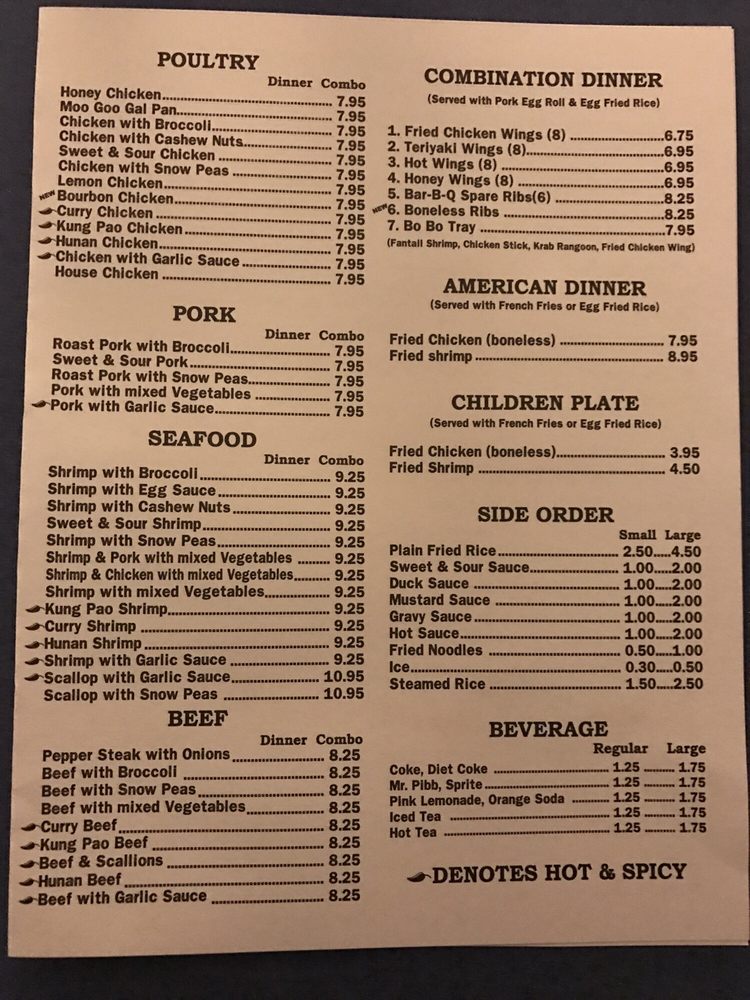 POULTRY
Dinner Combo
Honey Chicken 7.95
Moo Goo Gai Pan 7.95
Chicken with Broccoli 7.95
Chicken with Cashew Nuts 7.95
Sweet & Sour Chicken 7.95
Chicken with Snow Peas 7.95
Lemon Chicken 7.95
NEW Bourbon Chicken 7.95
Curry Chicken 7.95
Kung Pao Chicken 7.95
Hunan Chicken 7.95
Chicken with Garlic Sauce 7.95
House Chicken 7.95
PORK
Dinner Combo
Roast Pork with Broccoli 7.95
Sweet & Sour Pork 7.95
Roast Pork with Snow Peas 7.95
Pork with mixed Vegetables 7.95
Pork with Garlic Sauce 7.95
SEAFOOD
Dinner Combo
Shrimp with Broccoli 9.25
Shrimp with Egg Sauce 9.25
Shrimp with Cashew Nuts 9.25
Sweet & Sour Shrimp 9.25
Shrimp with Snow Peas 9.25
Shrimp & Pork with mixed Vegetables 9.25
Shrimp & Chicken with mixed Vegetables 9.25
Shrimp with mixed Vegetables 9.25
Kung Pao Shrimp 9.25
Curry Shrimp 9.25
Hunan Shrimp 9.25
Shrimp with Garlic Sauce 9.25
Scallop with Garlic Sauce 10.95
Scallop with Snow Peas 10.95
BEEF
Dinner Combo
Pepper Steak with Onions 8.25
Beef with Broccoli 8.25
Beef with Snow Peas 8.25
Beef with mixed Vegetables 8.25
Curry Beef 8.25
Kung Pao Beef 8.25
Beef & Scallions 8.25
Hunan Beef 8.25
Beef with Garlic Sauce 8.25
COMBINATION DINNER
(Served with Pork Egg Roll & Egg Fried Rice)
1. Fried Chicken Wings (8) 6.75
2. Teriyaki Wings (8) 6.95
3. Hot Wings (8) 6.95
4. Honey Wings (8) 6.95
5. Bar-B-Q Spare Ribs(6) 8.25
NEW 6. Boneless Ribs 8.25
7. Bo Bo Tray 7.95
(Fantail Shrimp, Chicken Stick, Krab Rangoon, Fried Chicken Wing)
AMERICAN DINNER
(Served with French Fries or Egg Fried Rice)
Fried Chicken (boneless) 7.95
Fried shrimp 8.95
CHILDREN PLATE
(Served with French Fries or Egg Fried Rice)
Fried Chicken (boneless) 3.95
Fried Shrimp 4.50
SIDE ORDER
Small Large
Plain Fried Rice 2.50 4.50
Sweet & Sour Sauce 1.00 2.00
Duck Sauce 1.00 2.00
Mustard Sauce 1.00 2.00
Gravy Sauce 1.00 2.00
Hot Sauce 1.00 2.00
Fried Noodles 0.50 1.00
Ice 0.30 0.50
Steamed Rice 1.50 2.50
BEVERAGE
Regular Large
Coke, Diet Coke 1.25 1.75
Mr. Pibb, Sprite 1.25 1.75
Pink Lemonade, Orange Soda 1.25 1.75
Iced Tea 1.25 1.75
Hot Tea 1.25 1.75
DENOTES HOT & SPICY